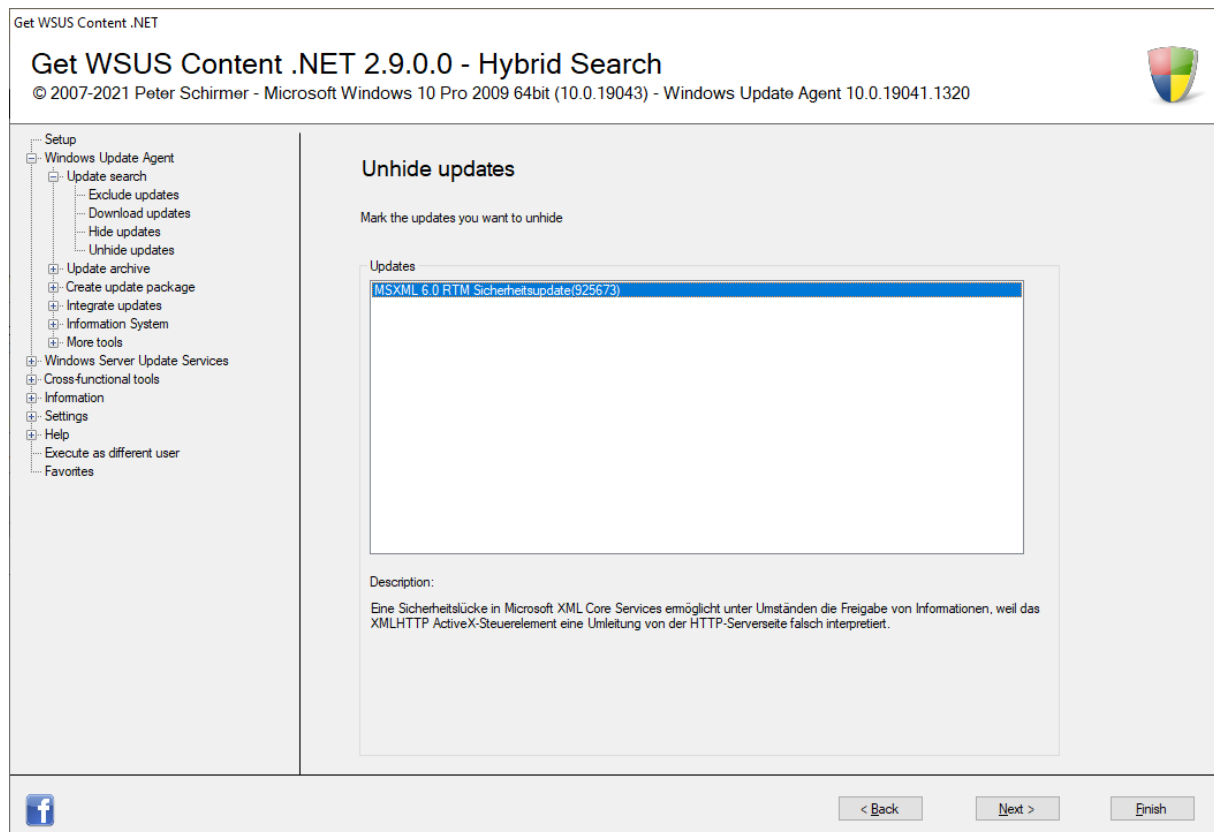 Get WSUS Content .NET
Get WSUS Content .NET 2.9.0.0 - Hybrid Search
© 2007-2021 Peter Schirmer - Microsoft Windows 10 Pro 2009 64bit (10.0.19043) - Windows Update Agent 10.0.19041.1320
Setup
Windows Update Agent
Update search
Exclude updates
Download updates
Hide updates
Unhide updates
Update archive
Create update package
Integrate updates
Information System
More tools
Windows Server Update Services
Cross-functional tools
Information
Settings
Help
Execute as different user
Favorites
Unhide updates
Mark the updates you want to unhide
Updates
MSXML 6.0 RTM Sicherheitsupdate(925673)
Description:
Eine Sicherheitslücke in Microsoft XML Core Services ermöglicht unter Umständen die Freigabe von Informationen, weil das
XMLHTTP ActiveX-Steuerelement eine Umleitung von der HTTP-Serverseite falsch interpretiert.
f
< Back
Next >
Finish